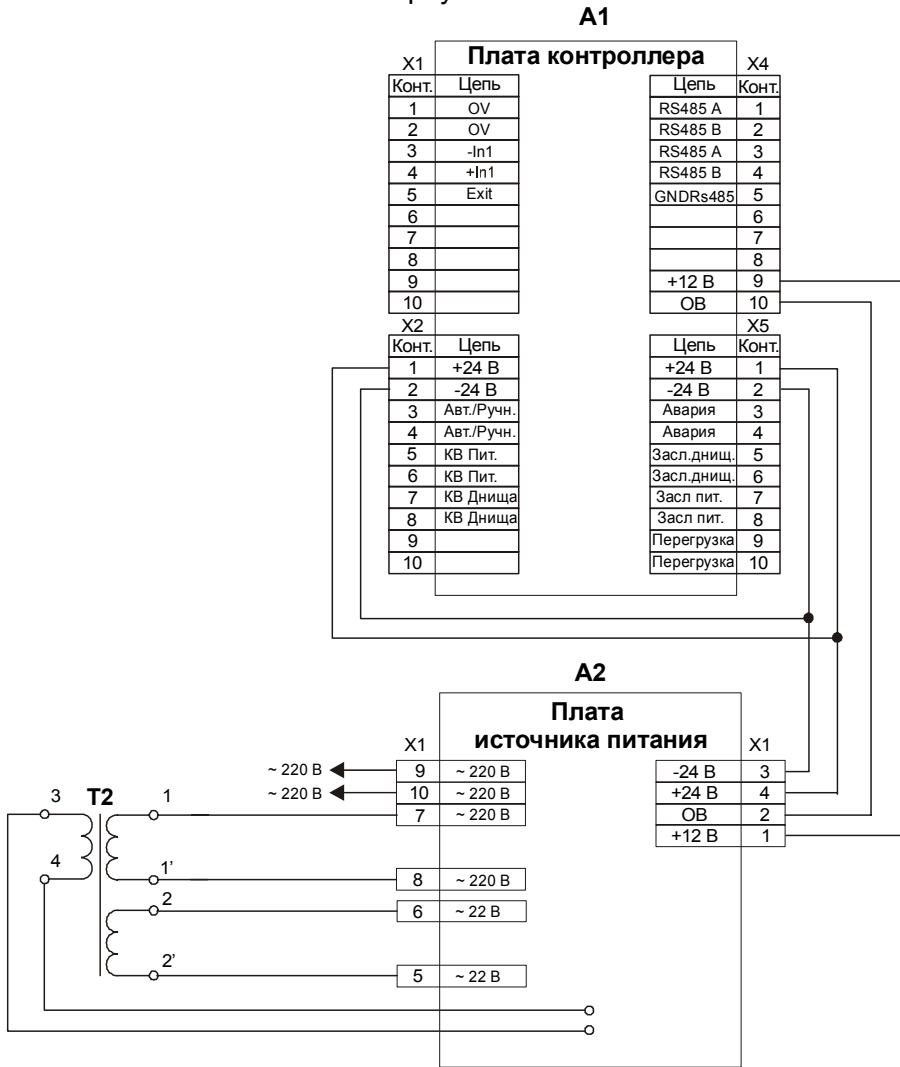 A1
Плата контроллера
X1
Конт. Цепь
1 OV
2 OV
3 -In1
4 +In1
5 Exit
6
7
8
9
10
X2
Конт. Цепь
1 +24 В
2 -24 В
3 Авт./Ручн.
4 Авт./Ручн.
5 КВ Пит.
6 КВ Пит.
7 КВ Днища
8 КВ Днища
9
10
X4
Цепь Конт.
RS485 A 1
RS485 B 2
RS485 A 3
RS485 B 4
GNDRs485 5
6
7
8
+12 В 9
ОВ 10
X5
Цепь Конт.
+24 В 1
-24 В 2
Авария 3
Авария 4
Засл.днищ. 5
Засл.днищ. 6
Засл пит. 7
Засл пит. 8
Перегрузка 9
Перегрузка 10
A2
Плата
источника питания
X1
~ 220 В 9 ~ 220 В
~ 220 В 10 ~ 220 В
7 ~ 220 В
8 ~ 220 В
6 ~ 22 В
5 ~ 22 В
X1
-24 В 3
+24 В 4
ОВ 2
+12 В 1
3 T2 1
4 1'
2
2'